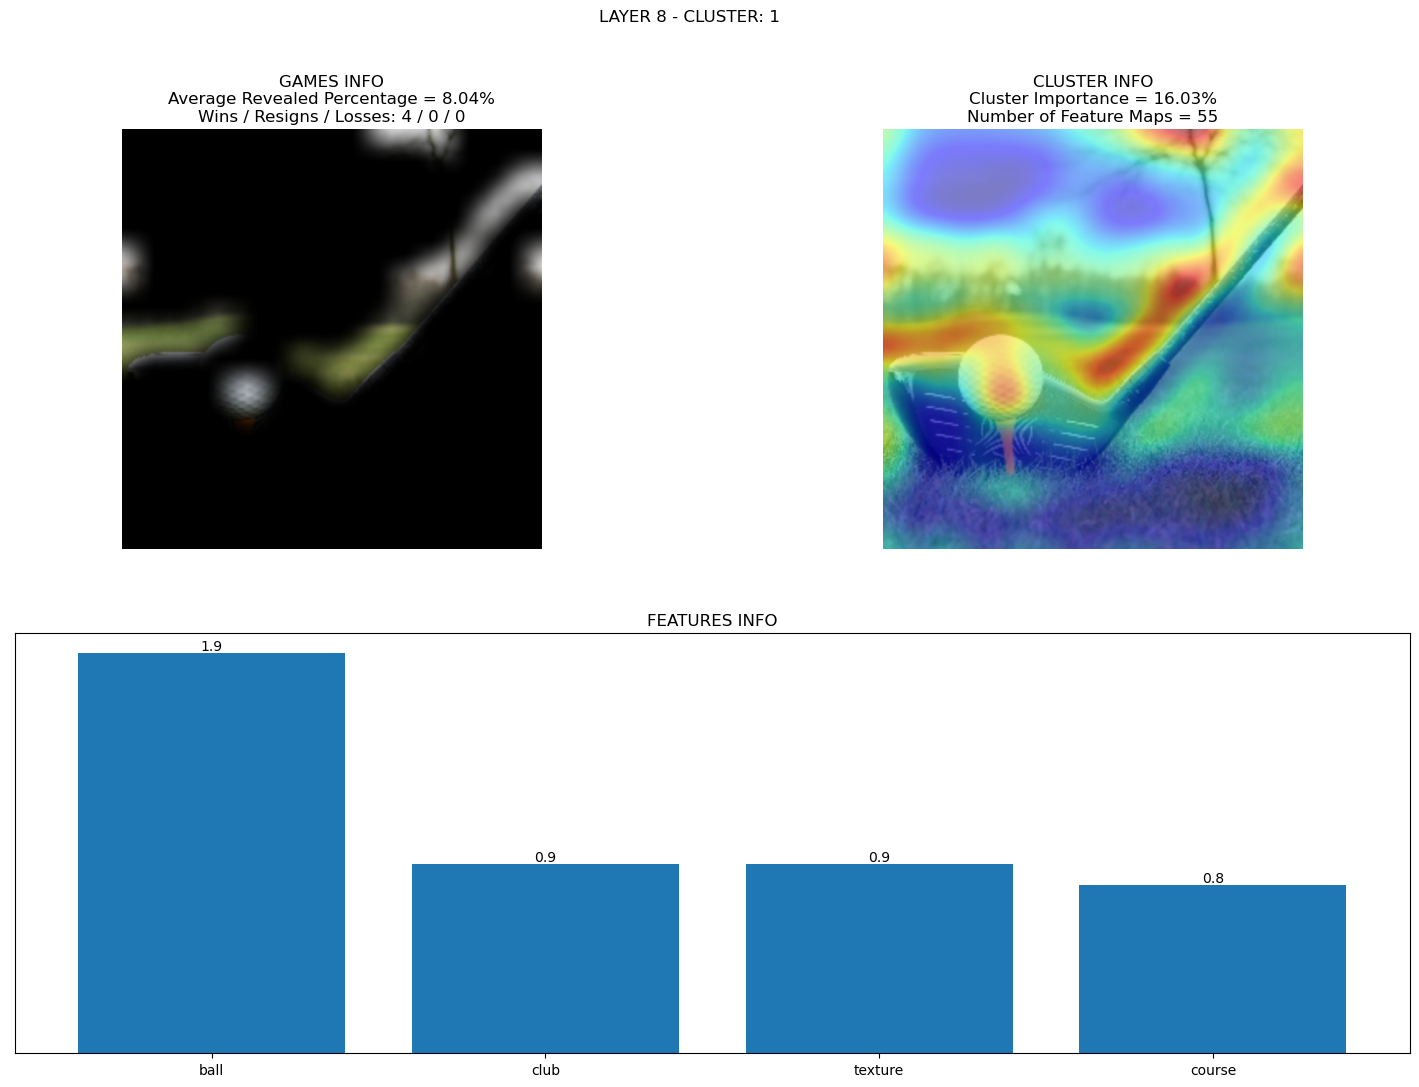 LAYER 8 - CLUSTER: 1
GAMES INFO
Average Revealed Percentage = 8.04%
Wins / Resigns / Losses: 4 / 0 / 0
CLUSTER INFO
Cluster Importance = 16.03%
Number of Feature Maps = 55
FEATURES INFO
1.9
0.9
0.9
0.8
ball
club
texture
course